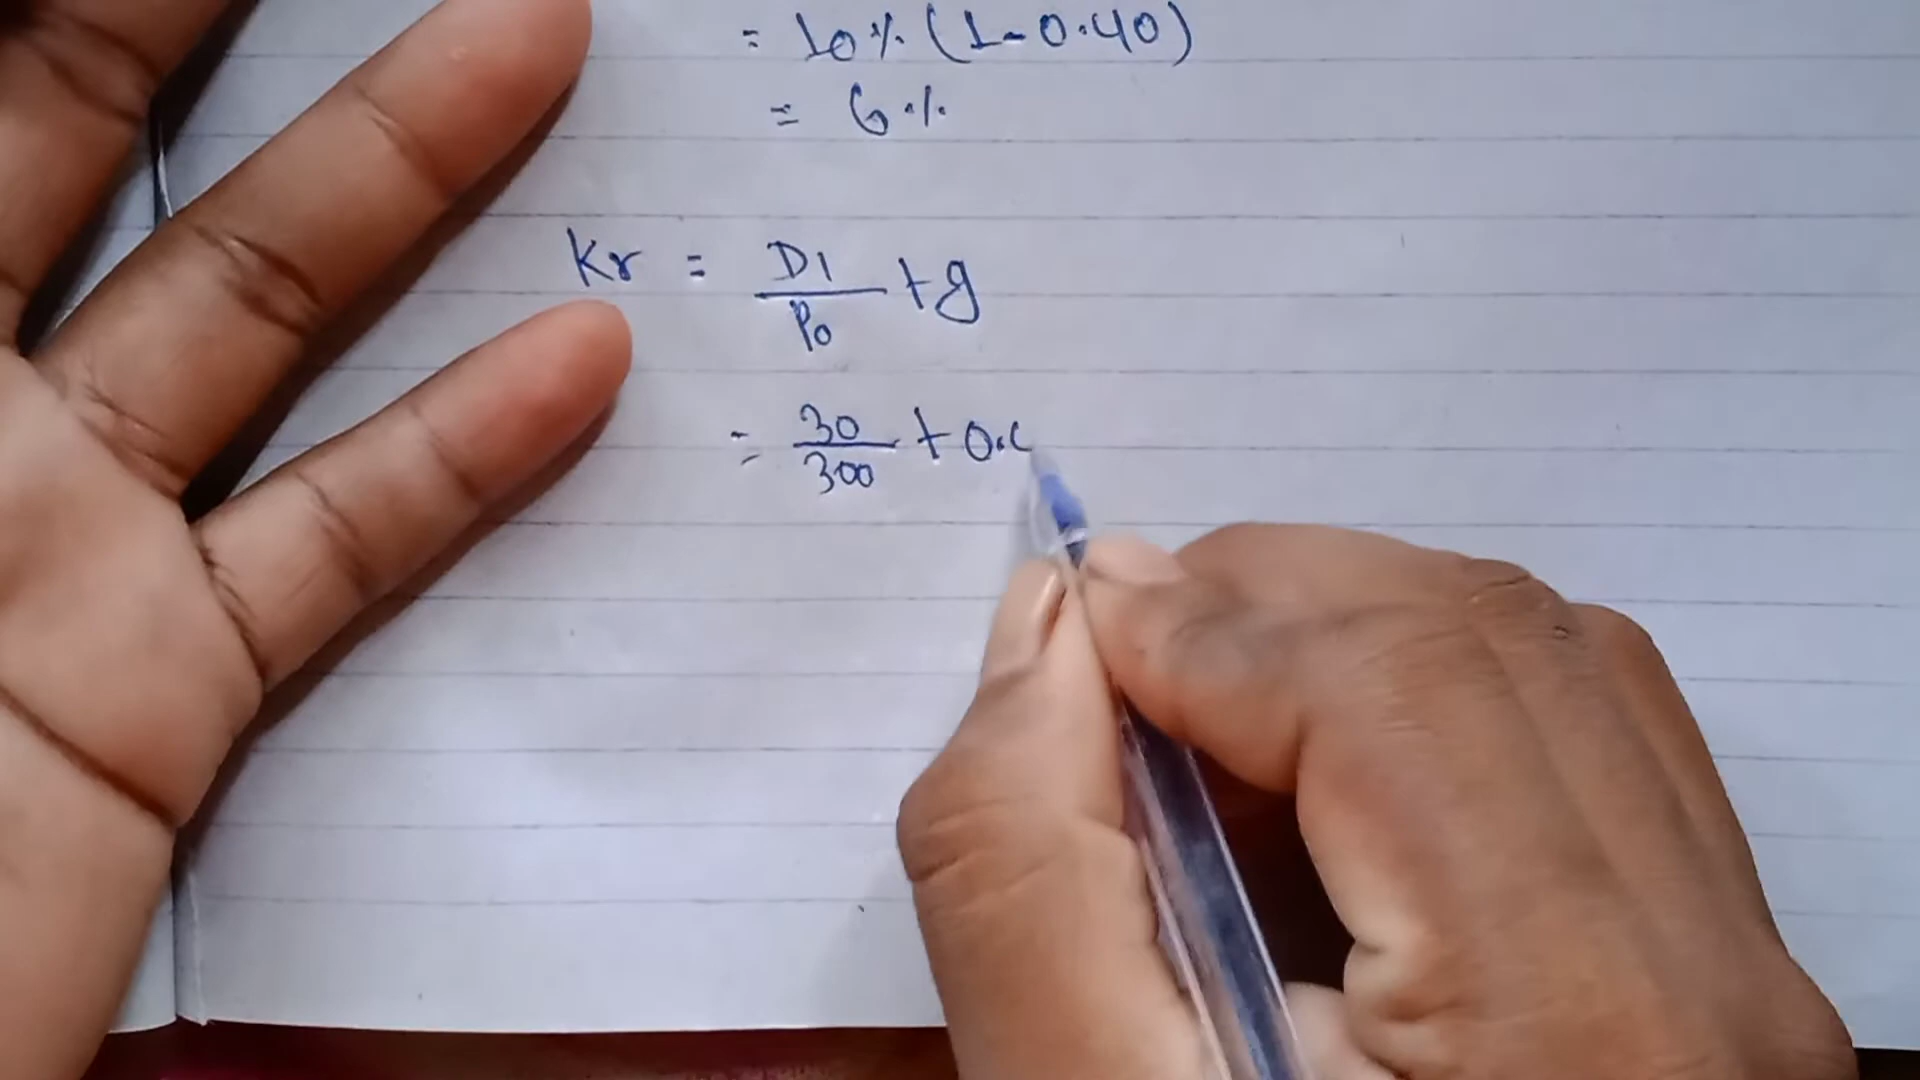 = 10% (1-0.40)
= 6%
Kr = D1/P0 + g
= 30/300 + 0.